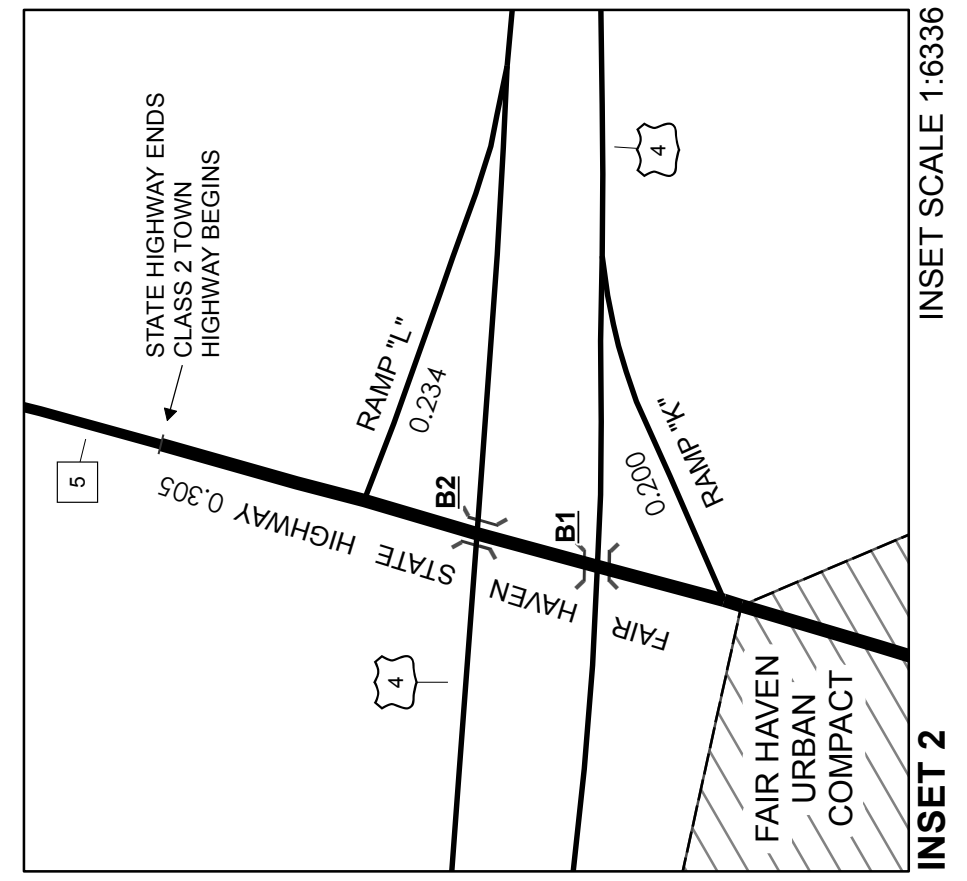 STATE HIGHWAY ENDS
CLASS 2 TOWN
HIGHWAY BEGINS
5
RAMP "L"
0.234
FAIR HAVEN STATE HIGHWAY 0.305
B2
B1
4
4
0.200
RAMP "K"
FAIR HAVEN
URBAN
COMPACT
INSET 2
INSET SCALE 1:6336